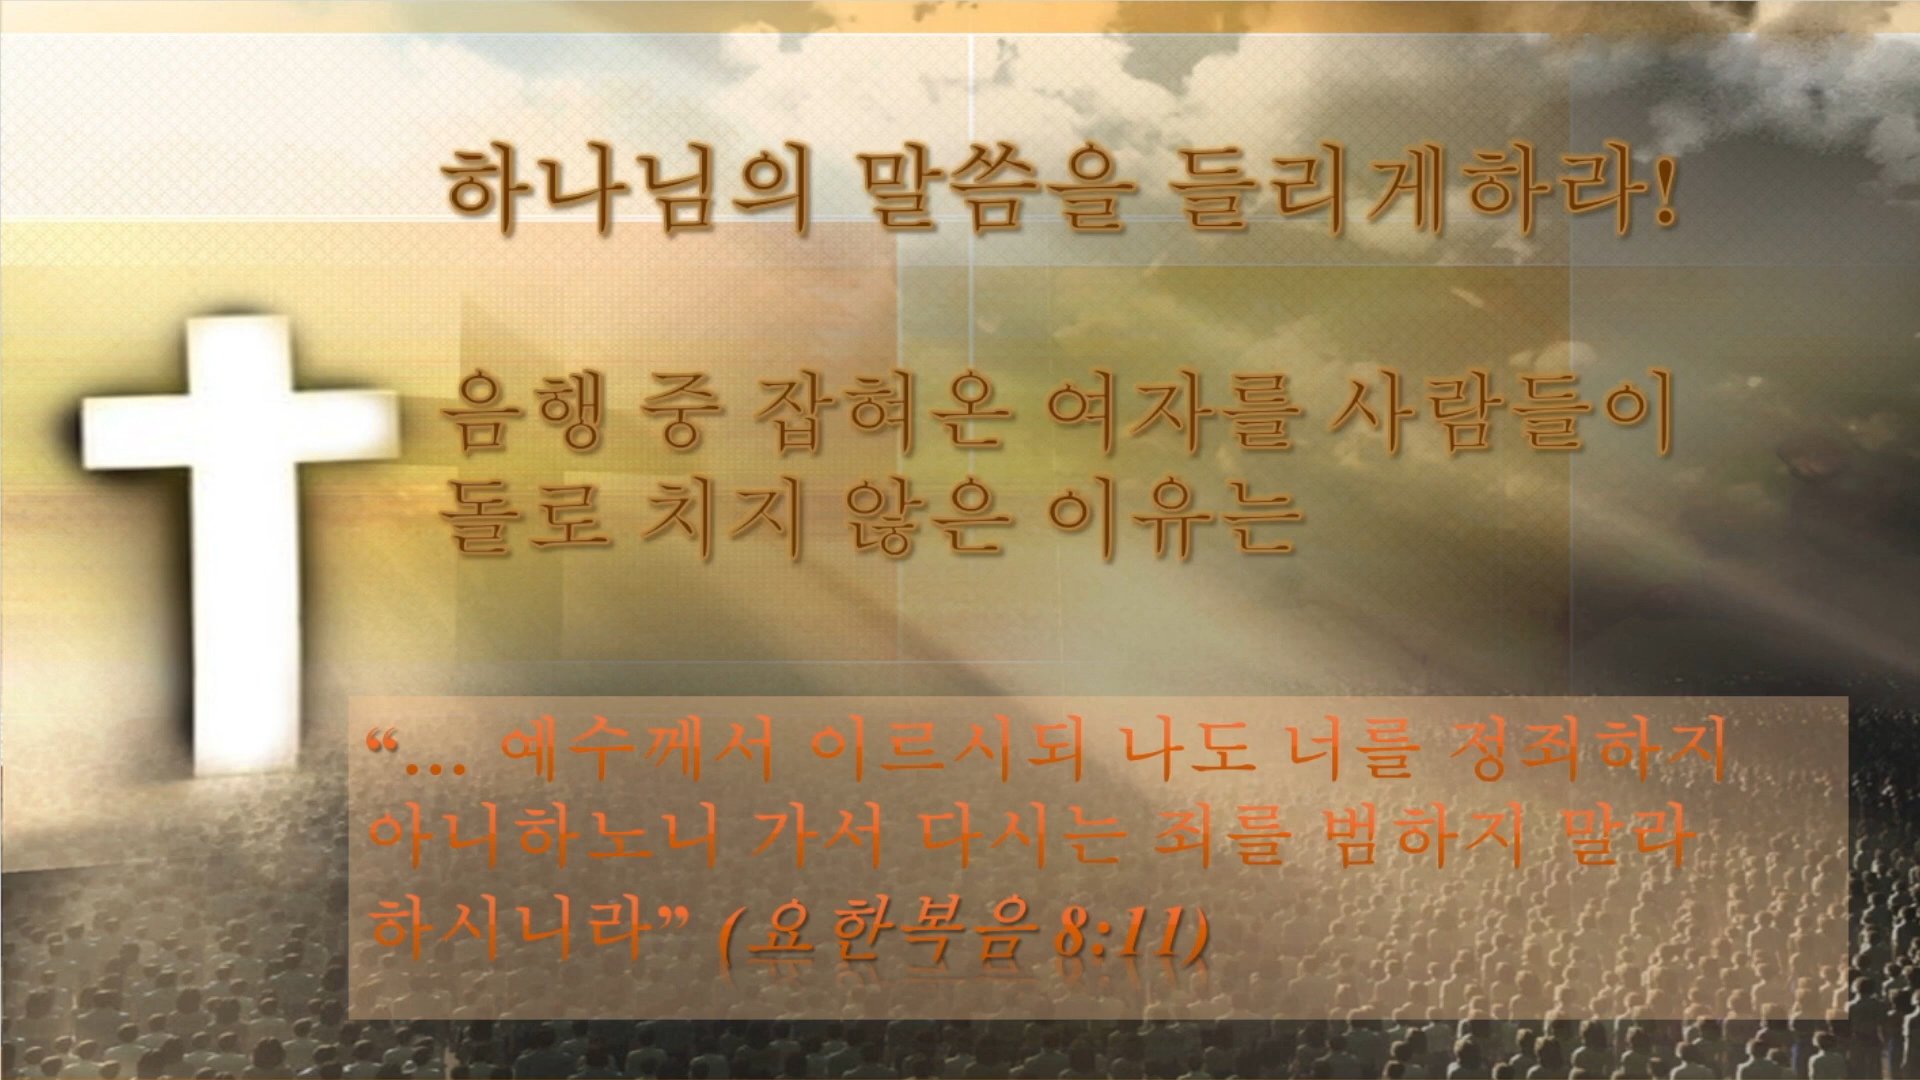 하나님의 말씀을 들리게하라!
음행 중 잡혀온 여자를 사람들이
돌로 치지 않은 이유는
“... 예수께서 이르시되 나도 너를 정죄하지
아니하노니 가서 다시는 죄를 범하지 말라
하시니라” (요한복음 8:11)